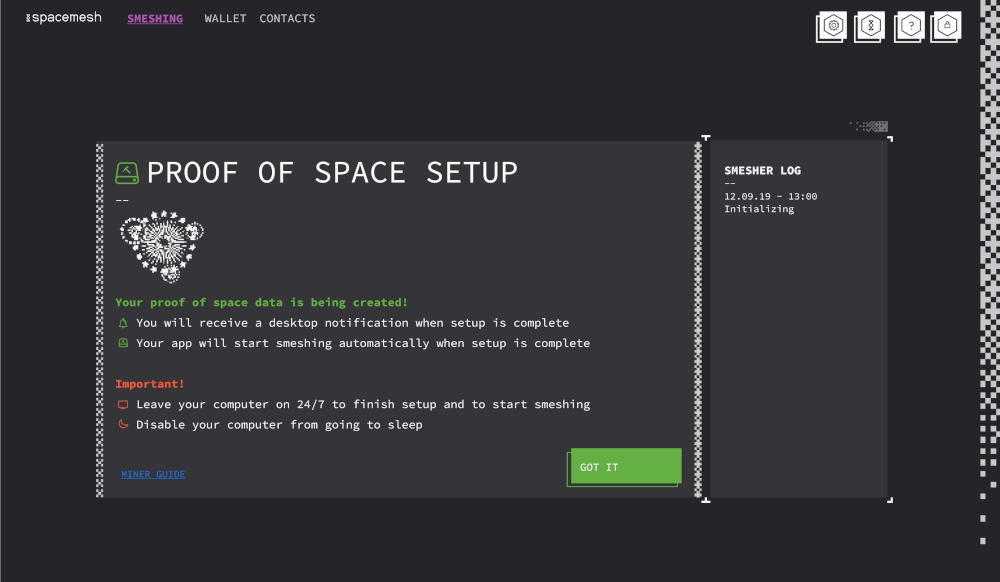 spacemesh
SMESHING WALLET CONTACTS
?
PROOF OF SPACE SETUP
--
Your proof of space data is being created!
You will receive a desktop notification when setup is complete
Your app will start smeshing automatically when setup is complete
Important!
Leave your computer on 24/7 to finish setup and to start smeshing
Disable your computer from going to sleep
MINER GUIDE
GOT IT
SMESHER LOG
--
12.09.19 - 13:00
Initializing